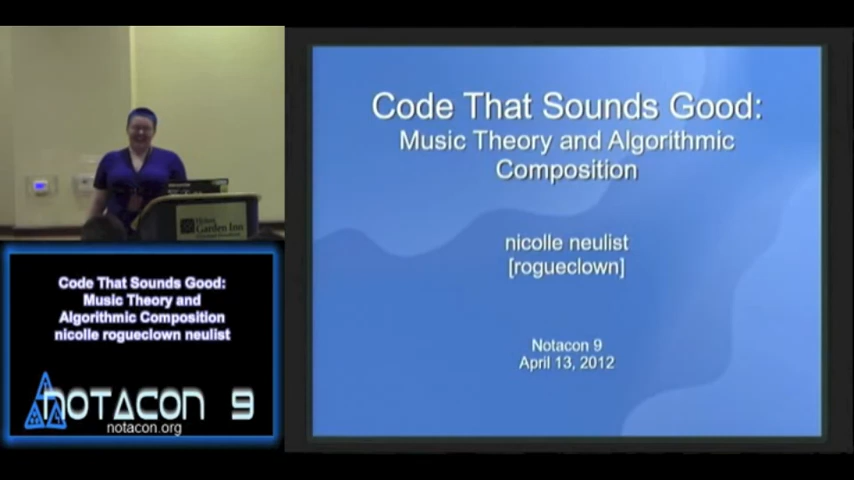 Code That Sounds Good:
Music Theory and Algorithmic
Composition
nicolle neulist
[rogueclown]
Notacon 9
April 13, 2012
Garden Inn
Code That Sounds Good:
Music Theory and
Algorithmic Composition
nicolle rogueclown neulist
NOTACON 9
notacon.org